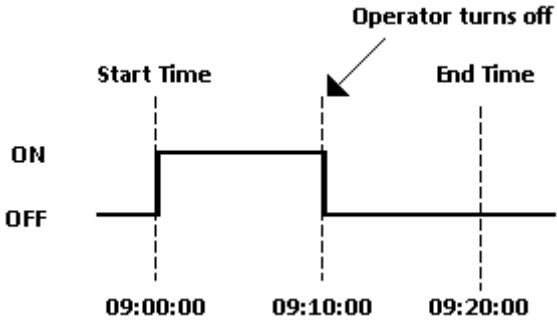 Operator turns off
Start Time
End Time
ON
OFF
09:00:00
09:10:00
09:20:00